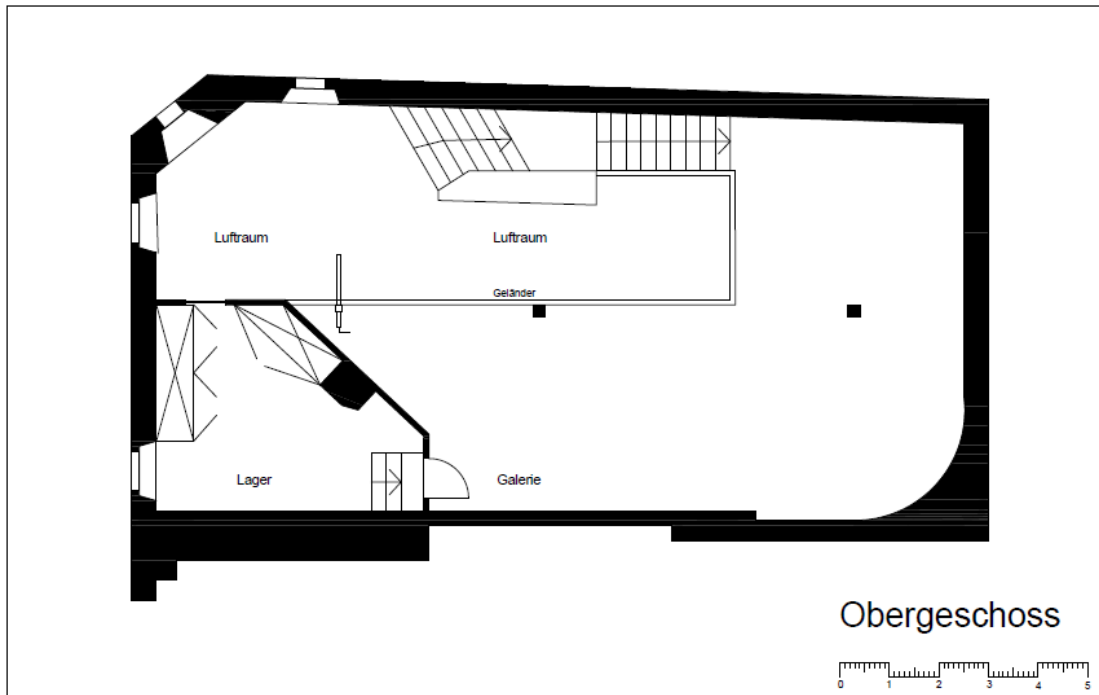 Luftraum
Luftraum
Geländer
Lager
Galerie
Obergeschoss
0 1 2 3 4 5